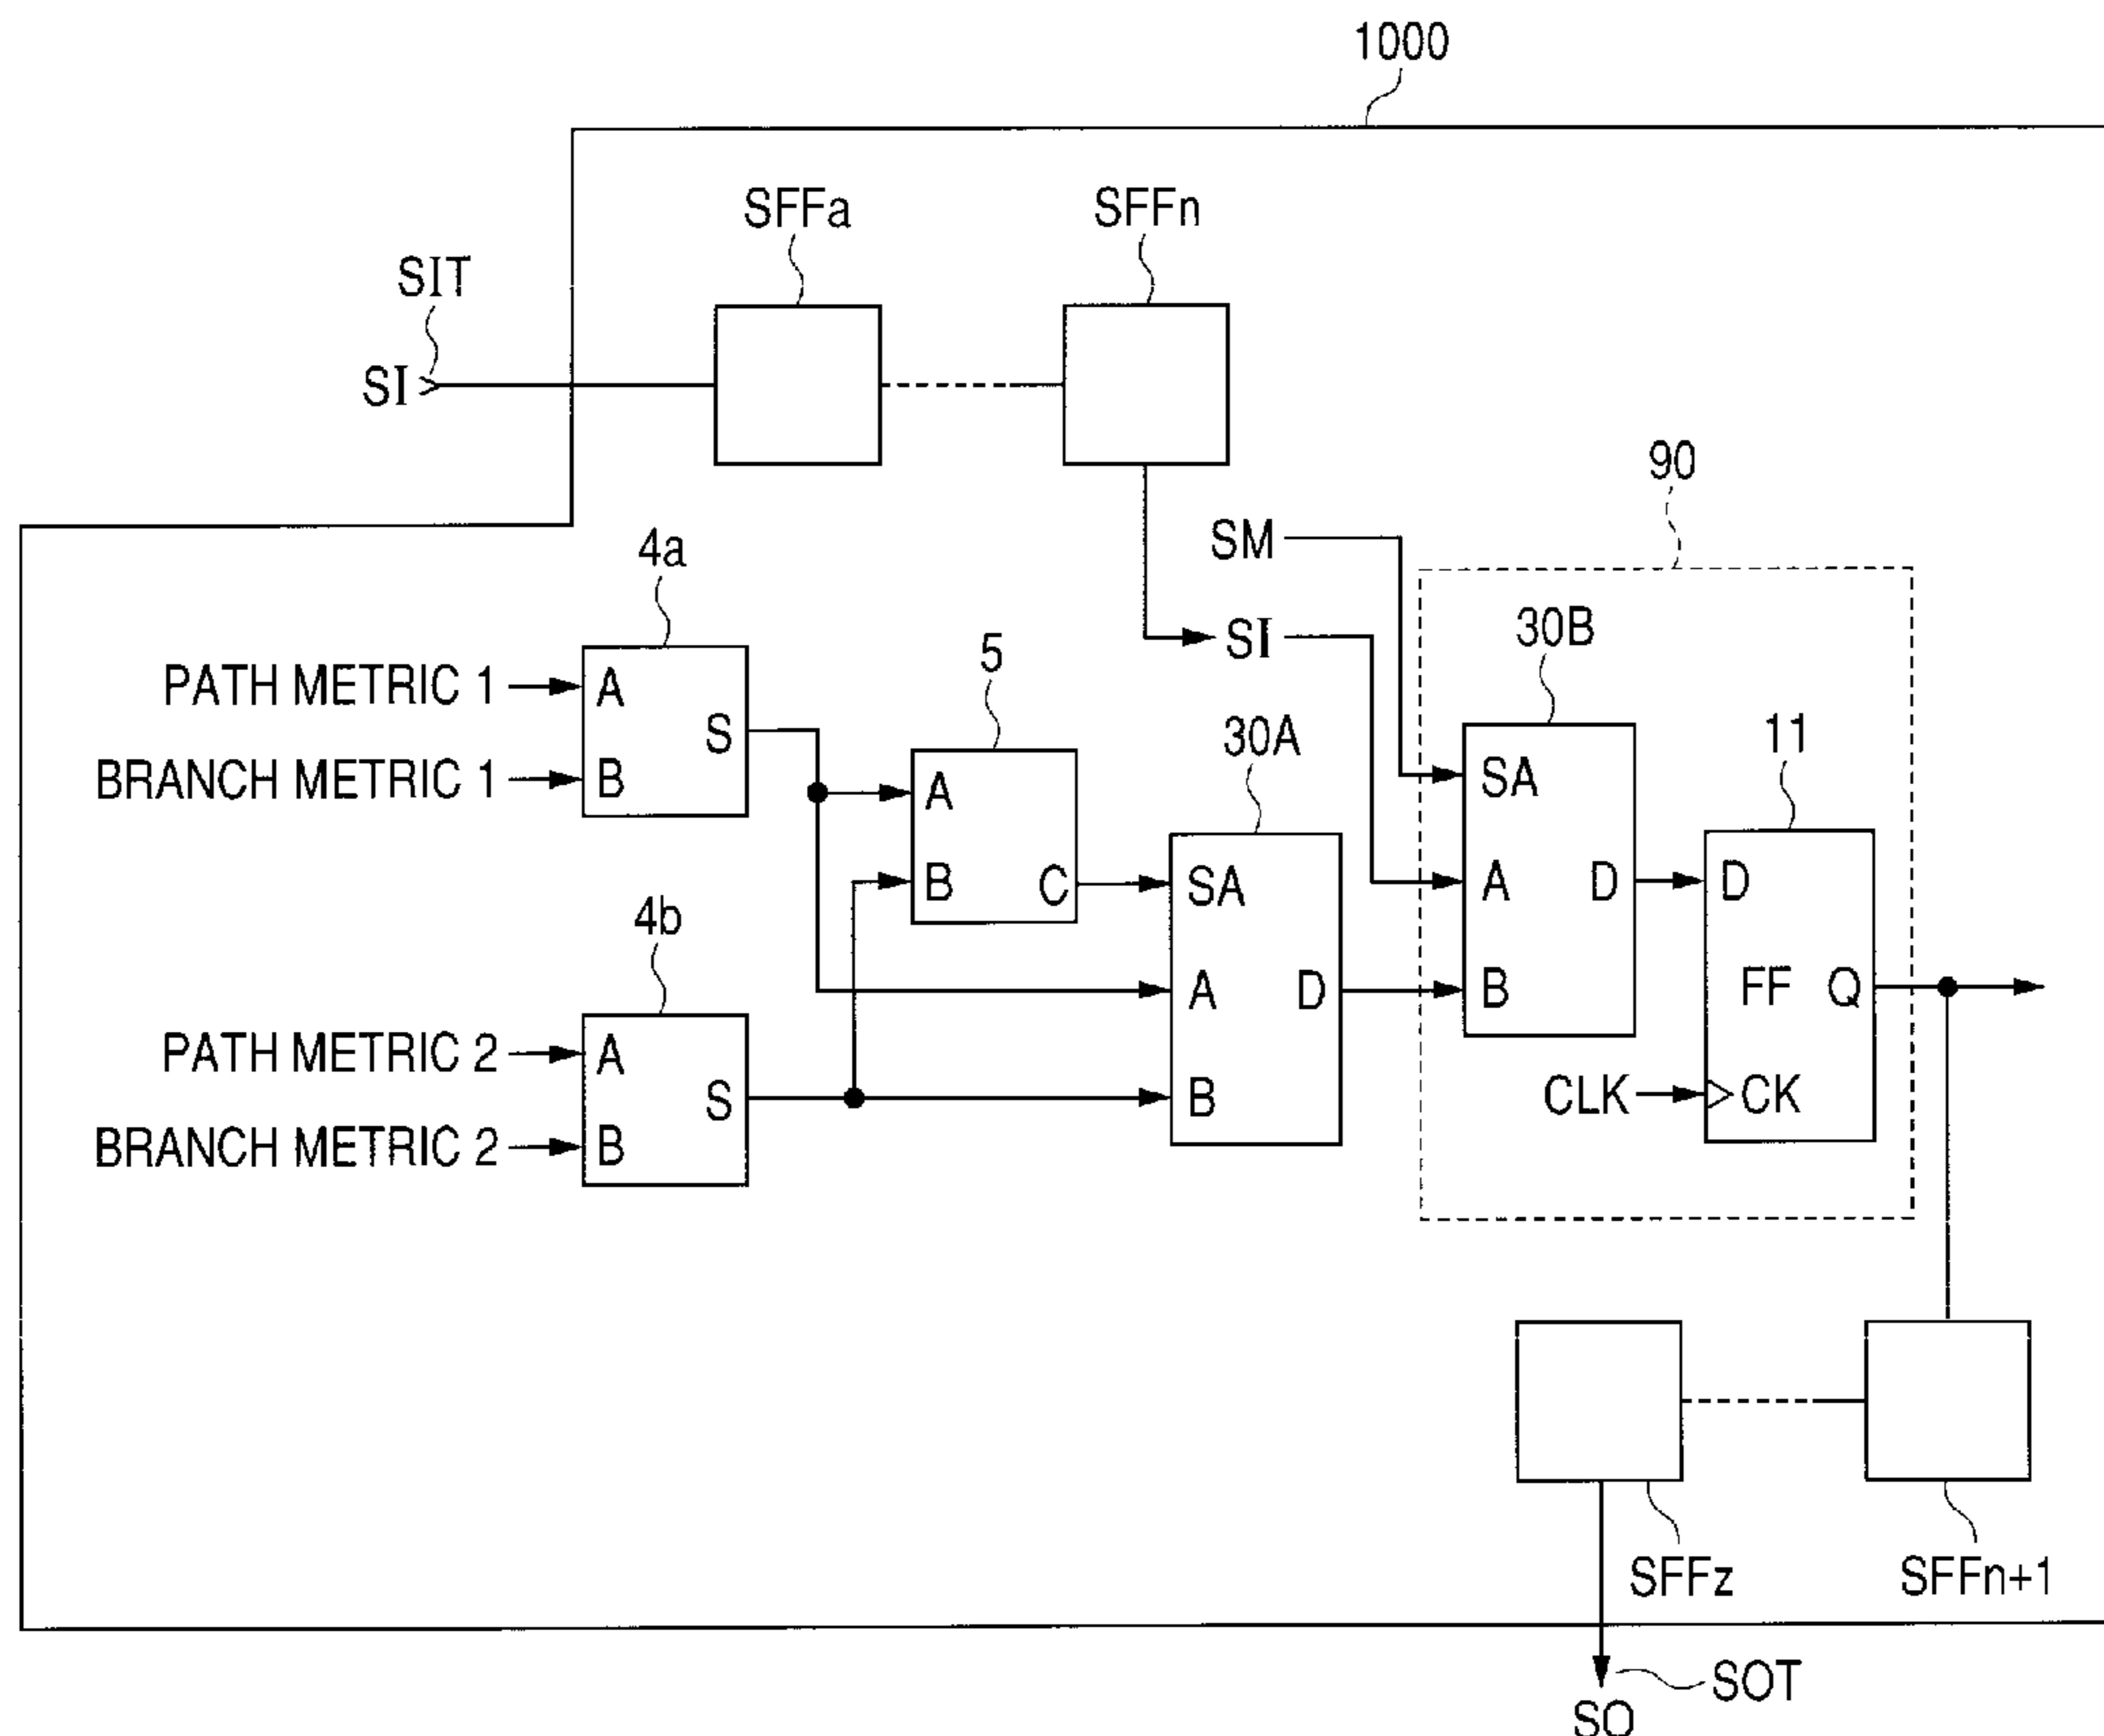 1000
SFFa
SFFn
SIT
SI
90
SM
SI
4a
PATH METRIC 1
BRANCH METRIC 1
A
B
S
5
A
B
C
30A
SA
A
B
D
30B
SA
A
B
D
11
D
FF
Q
CK
CLK
4b
PATH METRIC 2
BRANCH METRIC 2
A
B
S
SFFz
SFFn+1
SOT
SO